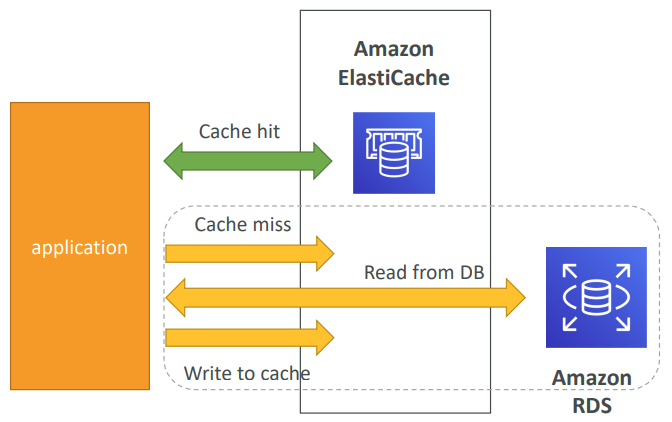 Amazon
ElastiCache
Cache hit
application
Cache miss
Read from DB
Write to cache
Amazon
RDS